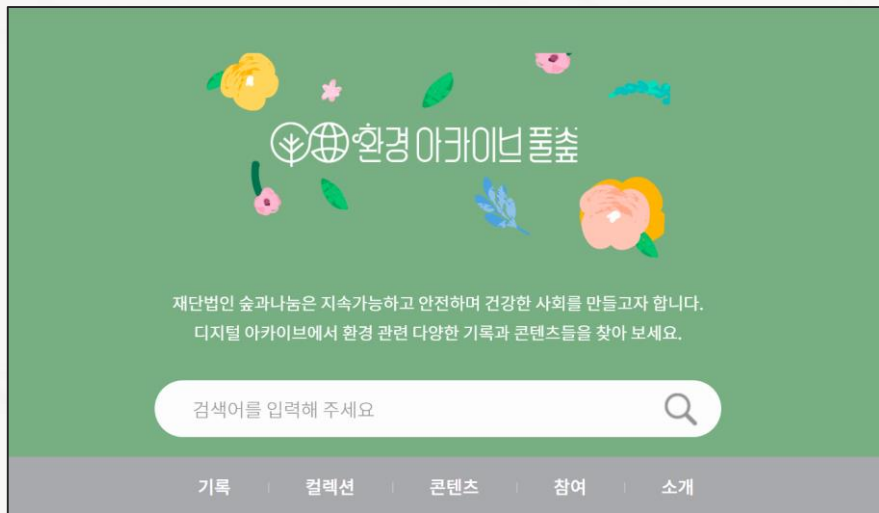 환경 아카이브 풀숲
재단법인 숲과나눔은 지속가능하고 안전하며 건강한 사회를 만들고자 합니다.
디지털 아카이브에서 환경 관련 다양한 기록과 콘텐츠들을 찾아 보세요.
검색어를 입력해 주세요
기록 컬렉션 콘텐츠 참여 소개